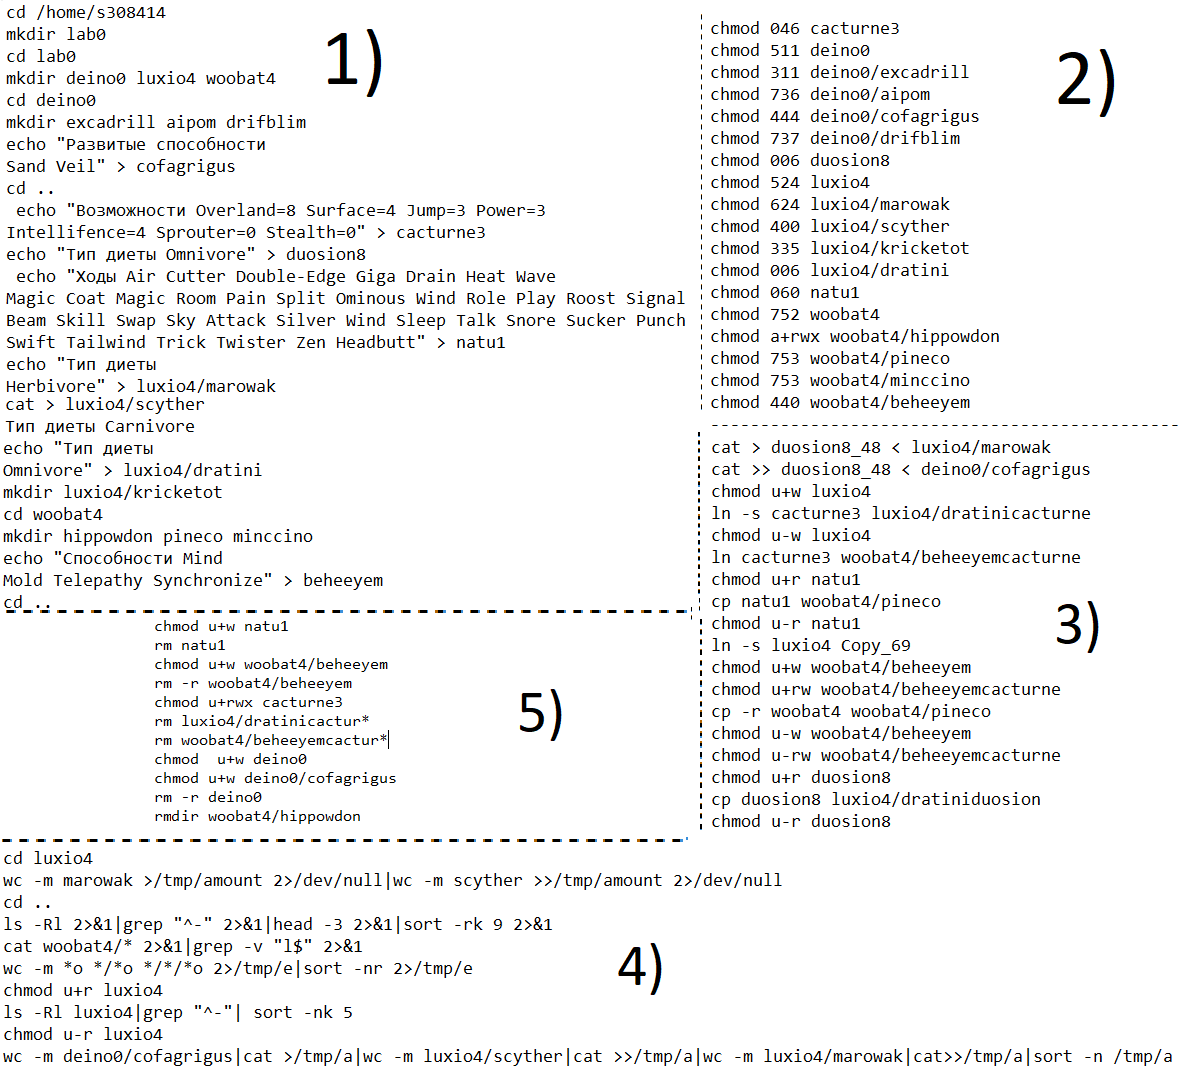 cd /home/s308414
mkdir lab0
cd lab0
mkdir deino0 luxio4 woobat4
cd deino0
mkdir excadrill aipom drifblim
echo "Развитые способности
Sand Veil" > cofagrigus
cd ..
echo "Возможности Overland=8 Surface=4 Jump=3 Power=3
Intellifence=4 Sprouter=0 Stealth=0" > cacturne3
echo "Тип диеты Omnivore" > duosion8
echo "Ходы Air Cutter Double-Edge Giga Drain Heat Wave
Magic Coat Magic Room Pain Split Ominous Wind Role Play Roost Signal
Beam Skill Swap Sky Attack Silver Wind Sleep Talk Snore Sucker Punch
Swift Tailwind Trick Twister Zen Headbutt" > natu1
echo "Тип диеты
Herbivore" > luxio4/marowak
cat > luxio4/scyther
Тип диеты Carnivore
echo "Тип диеты
Omnivore" > luxio4/dratini
mkdir luxio4/kricketot
cd woobat4
mkdir hippowdon pineco minccino
echo "Способности Mind
Mold Telepathy Synchronize" > beheeyem
cd ..
1)
chmod 046 cacturne3
chmod 511 deino0
chmod 311 deino0/excadrill
chmod 736 deino0/aipom
chmod 444 deino0/cofagrigus
chmod 737 deino0/drifblim
chmod 006 duosion8
chmod 524 luxio4
chmod 624 luxio4/marowak
chmod 400 luxio4/scyther
chmod 335 luxio4/kricketot
chmod 006 luxio4/dratini
chmod 060 natu1
chmod 752 woobat4
chmod a+rwx woobat4/hippowdon
chmod 753 woobat4/pineco
chmod 753 woobat4/minccino
chmod 440 woobat4/beheeyem
2)
cat > duosion8_48 < luxio4/marowak
cat >> duosion8_48 < deino0/cofagrigus
chmod u+w luxio4
ln -s cacturne3 luxio4/dratinicacturne
chmod u-w luxio4
ln cacturne3 woobat4/beheeyemcacturne
chmod u+r natu1
cp natu1 woobat4/pineco
chmod u-r natu1
ln -s luxio4 Copy_69
chmod u+w woobat4/beheeyem
chmod u+rw woobat4/beheeyemcacturne
cp -r woobat4 woobat4/pineco
chmod u-w woobat4/beheeyem
chmod u-rw woobat4/beheeyemcacturne
chmod u+r duosion8
cp duosion8 luxio4/dratiniduosion
chmod u-r duosion8
3)
chmod u+w natu1
rm natu1
chmod u+w woobat4/beheeyem
rm -r woobat4/beheeyem
chmod u+rwx cacturne3
rm luxio4/dratinicactur*
rm woobat4/beheeyemcactur*
chmod  u+w deino0
chmod u+w deino0/cofagrigus
rm -r deino0
rmdir woobat4/hippowdon
5)
cd luxio4
wc -m marowak >/tmp/amount 2>/dev/null|wc -m scyther >>/tmp/amount 2>/dev/null
cd ..
ls -Rl 2>&1|grep "^-" 2>&1|head -3 2>&1|sort -rk 9 2>&1
cat woobat4/* 2>&1|grep -v "l$" 2>&1
wc -m *o */*o */*/*o 2>/tmp/e|sort -nr 2>/tmp/e
chmod u+r luxio4
ls -Rl luxio4|grep "^-"| sort -nk 5
chmod u-r luxio4
wc -m deino0/cofagrigus|cat >/tmp/a|wc -m luxio4/scyther|cat >>/tmp/a|wc -m luxio4/marowak|cat>>/tmp/a|sort -n /tmp/a
4)